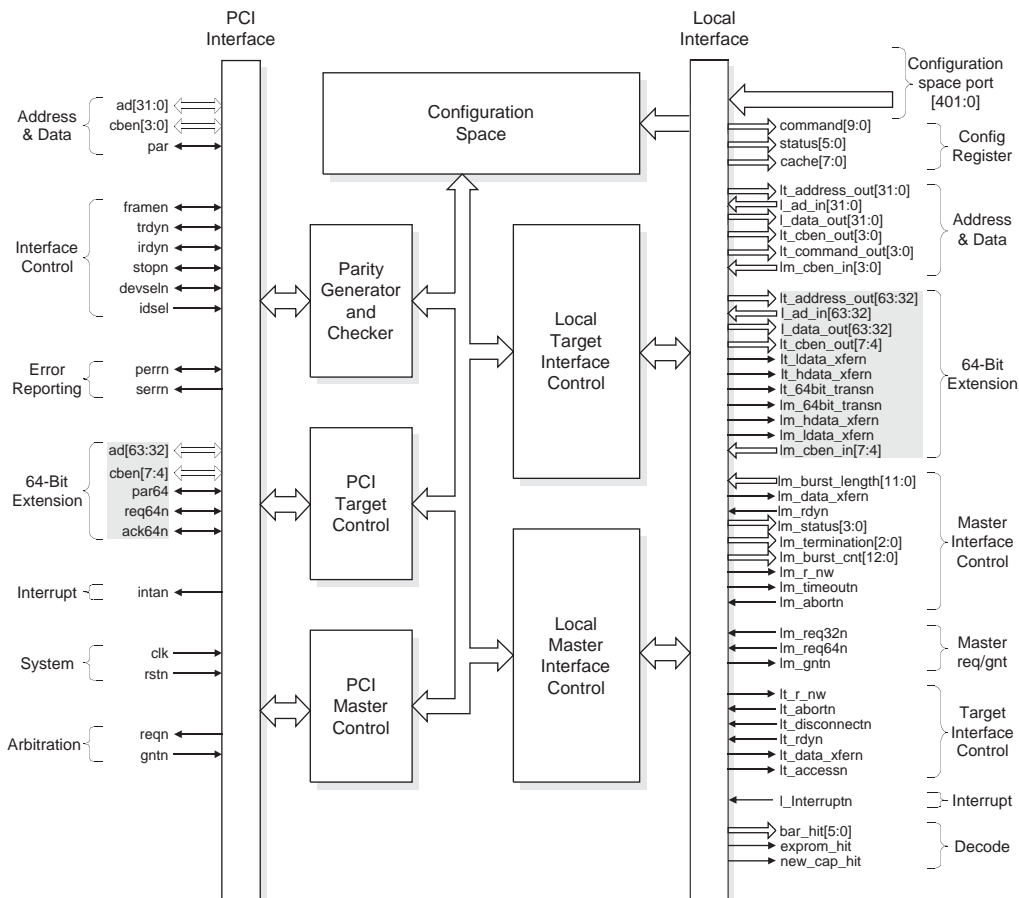 PCI
Interface
Local
Interface
Address
& Data
ad[31:0]
cben[3:0]
par
Interface
Control
framen
trdyn
irdyn
stopn
devseln
idsel
Error
Reporting
perrn
serrn
64-Bit
Extension
ad[63:32]
cben[7:4]
par64
req64n
ack64n
Interrupt
intan
System
clk
rstn
Arbitration
reqn
gntn
Configuration
Space
Parity
Generator
and
Checker
PCI
Target
Control
PCI
Master
Control
Local
Target
Interface
Control
Local
Master
Interface
Control
Configuration
space port
[401:0]
command[9:0]
status[5:0]
cache[7:0]
Config
Register
lt_address_out[31:0]
l_ad_in[31:0]
l_data_out[31:0]
lt_cben_out[3:0]
lt_command_out[3:0]
lm_cben_in[3:0]
Address
& Data
lt_address_out[63:32]
l_ad_in[63:32]
l_data_out[63:32]
lt_cben_out[7:4]
lt_ldata_xfern
lt_hdata_xfern
lt_64bit_transn
lm_64bit_transn
lm_hdata_xfern
lm_ldata_xfern
lm_cben_in[7:4]
64-Bit
Extension
lm_burst_length[11:0]
lm_data_xfern
lm_rdyn
lm_status[3:0]
lm_termination[2:0]
lm_burst_cnt[12:0]
lm_r_nw
lm_timeoutn
lm_abortn
Master
Interface
Control
lm_req32n
lm_req64n
lm_gntn
Master
req/gnt
lt_r_nw
lt_abortn
lt_disconnectn
lt_rdyn
lt_data_xfern
lt_accessn
Target
Interface
Control
l_Interruptn
Interrupt
bar_hit[5:0]
exprom_hit
new_cap_hit
Decode